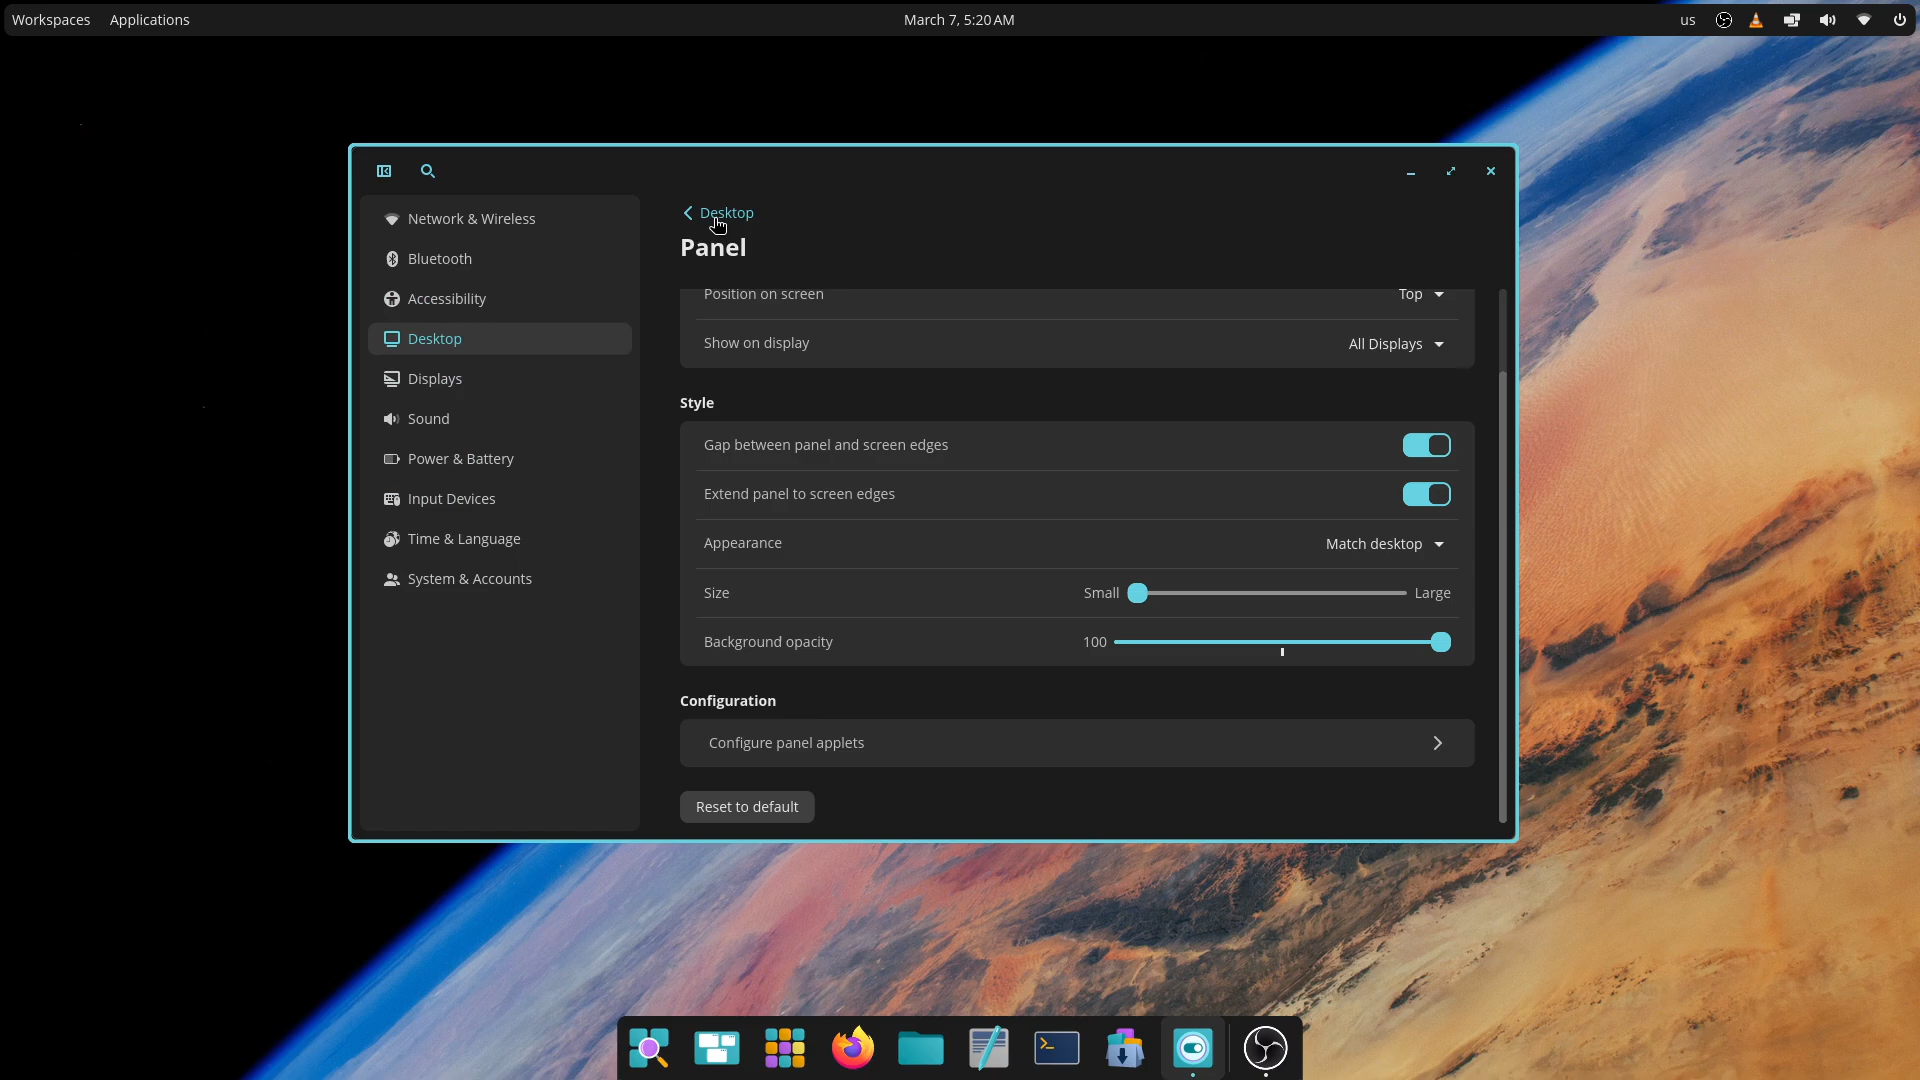 Workspaces Applications March 7, 5:20 AM us
Desktop
Panel
Network & Wireless
Bluetooth
Accessibility
Desktop
Displays
Sound
Power & Battery
Input Devices
Time & Language
System & Accounts
Position on screen Top
Show on display All Displays
Style
Gap between panel and screen edges
Extend panel to screen edges
Appearance Match desktop
Size Small Large
Background opacity 100
Configuration
Configure panel applets
Reset to default